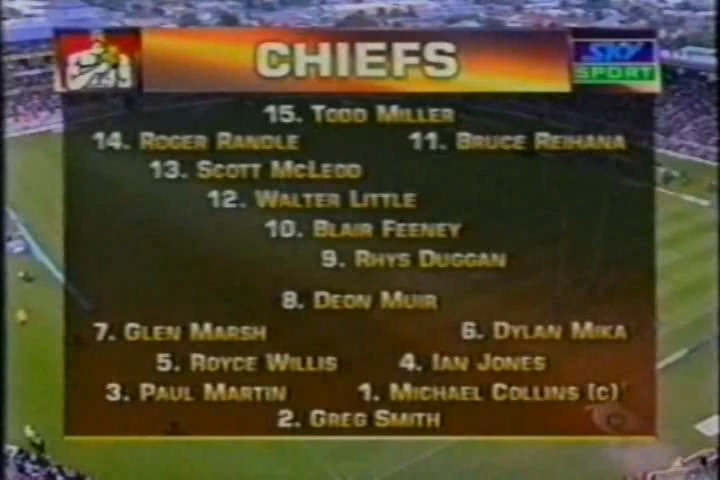 CHIEFS
SKY
SPORT
15. TODD MILLER
14. ROGER RANDLE 11. BRUCE REIHANA
13. SCOTT MCLEOD
12. WALTER LITTLE
10. BLAIR FEENEY
9. RHYS DUGGAN
8. DEON MUIR
7. GLEN MARSH 6. DYLAN MIKA
5. ROYCE WILLIS 4. IAN JONES
3. PAUL MARTIN 1. MICHAEL COLLINS (C)
2. GREG SMITH